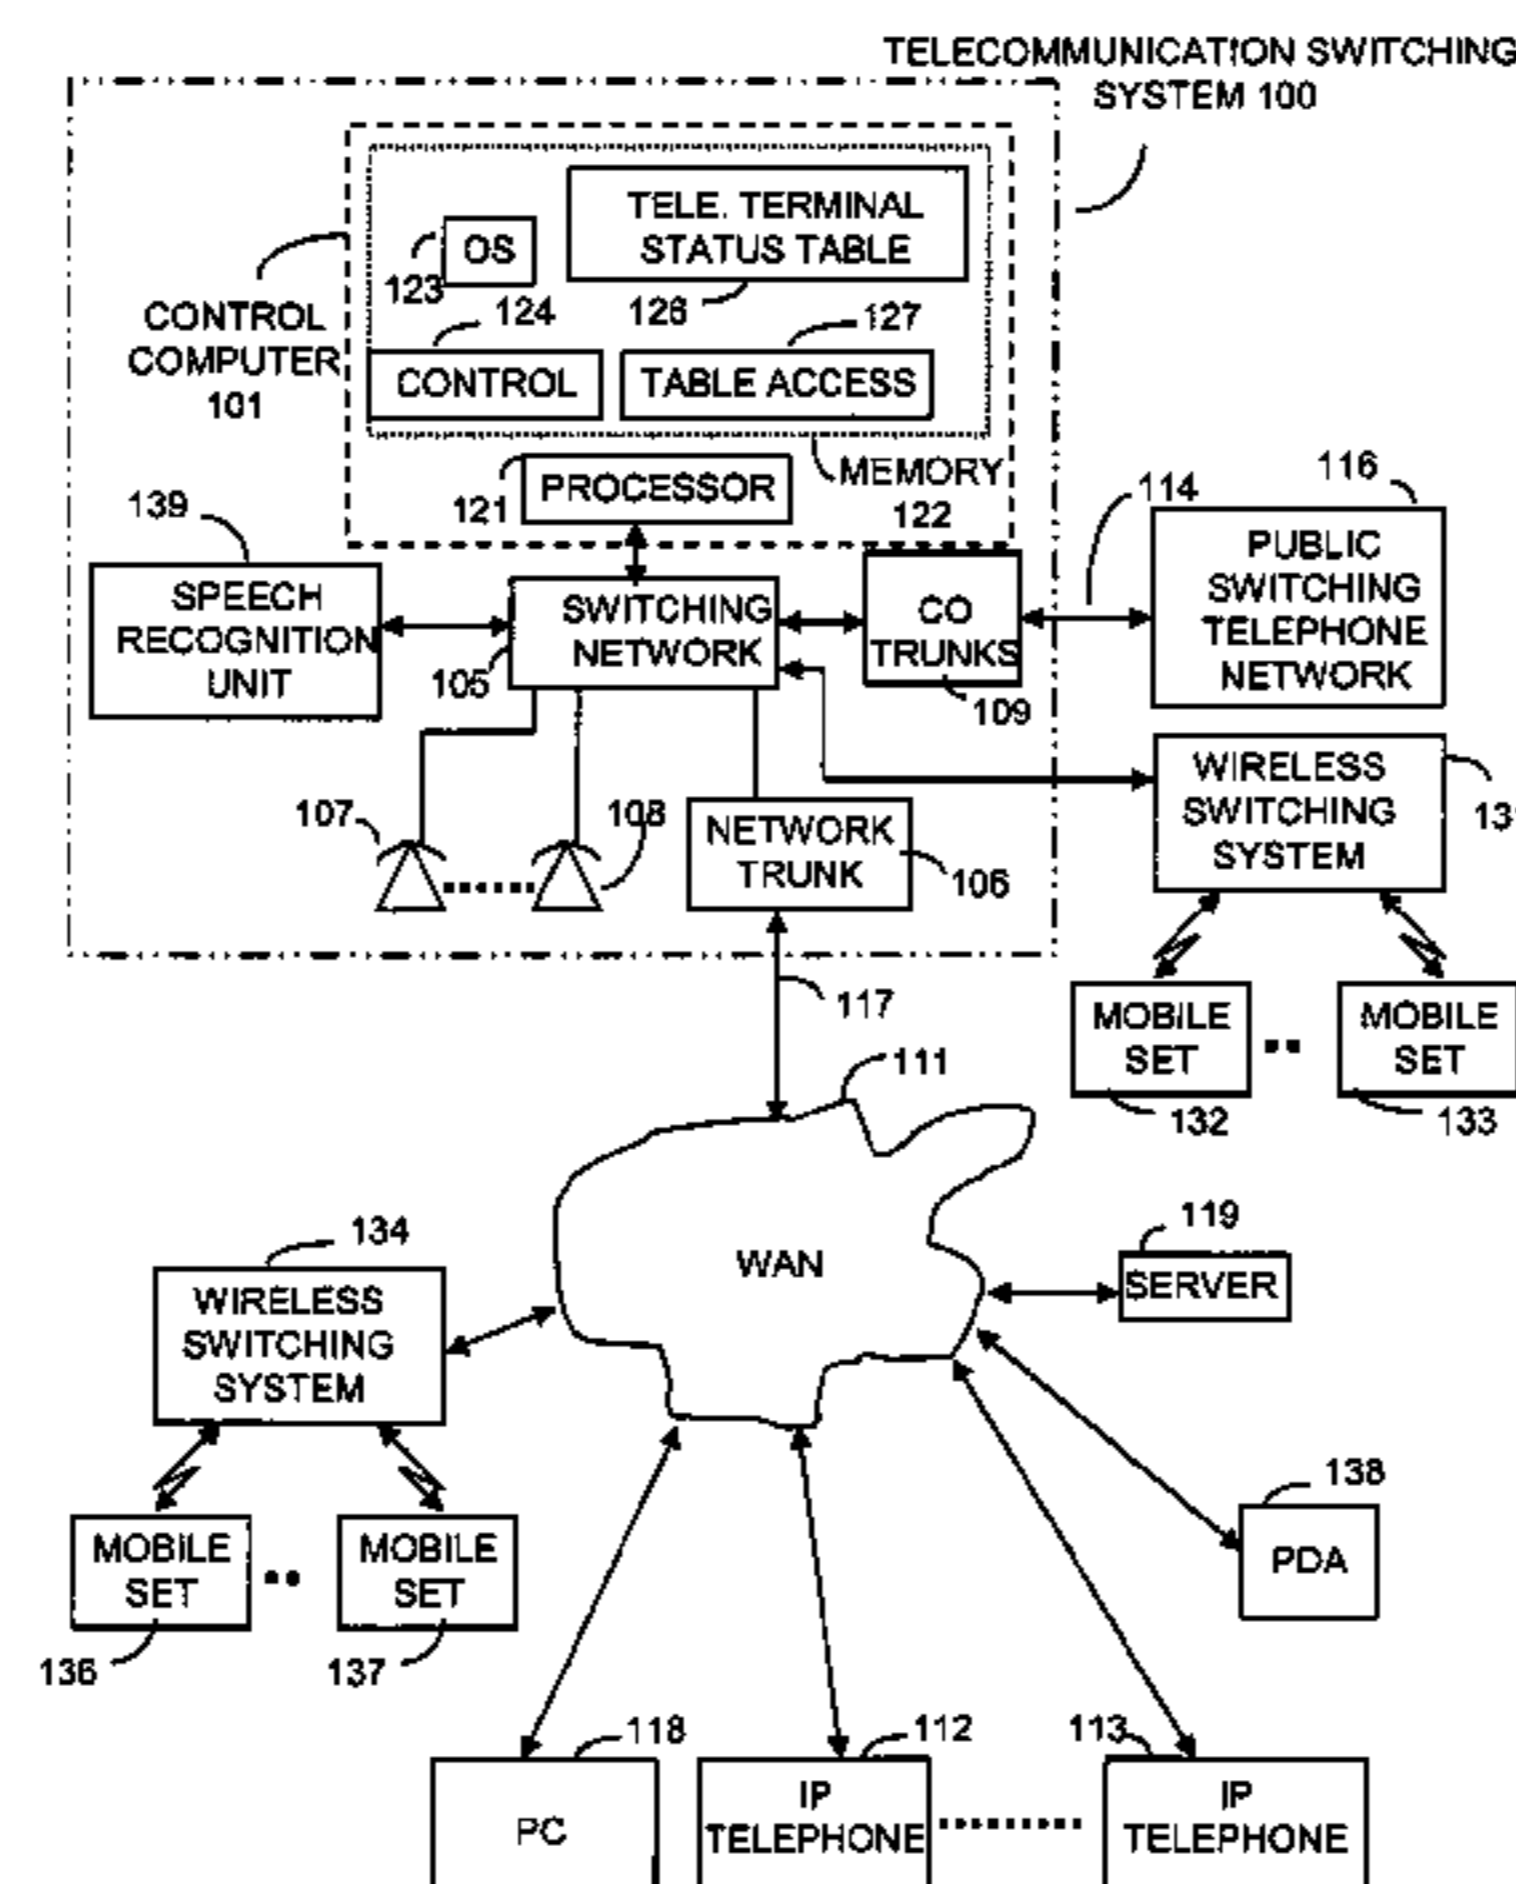 TELECOMMUNICATION SWITCHING
SYSTEM 100
TELE. TERMINAL
STATUS TABLE
OS
123
126
124
127
CONTROL
COMPUTER
101
CONTROL
TABLE ACCESS
MEMORY
122
PROCESSOR
121
139
114
116
SPEECH
RECOGNITION
UNIT
SWITCHING
NETWORK
105
CO
TRUNKS
109
PUBLIC
SWITCHING
TELEPHONE
NETWORK
WIRELESS
SWITCHING
SYSTEM
107
108
NETWORK
TRUNK
106
117
MOBILE
SET
MOBILE
SET
132
133
111
WAN
119
SERVER
134
WIRELESS
SWITCHING
SYSTEM
138
PDA
MOBILE
SET
MOBILE
SET
136
137
118
112
113
PC
IP
TELEPHONE
IP
TELEPHONE